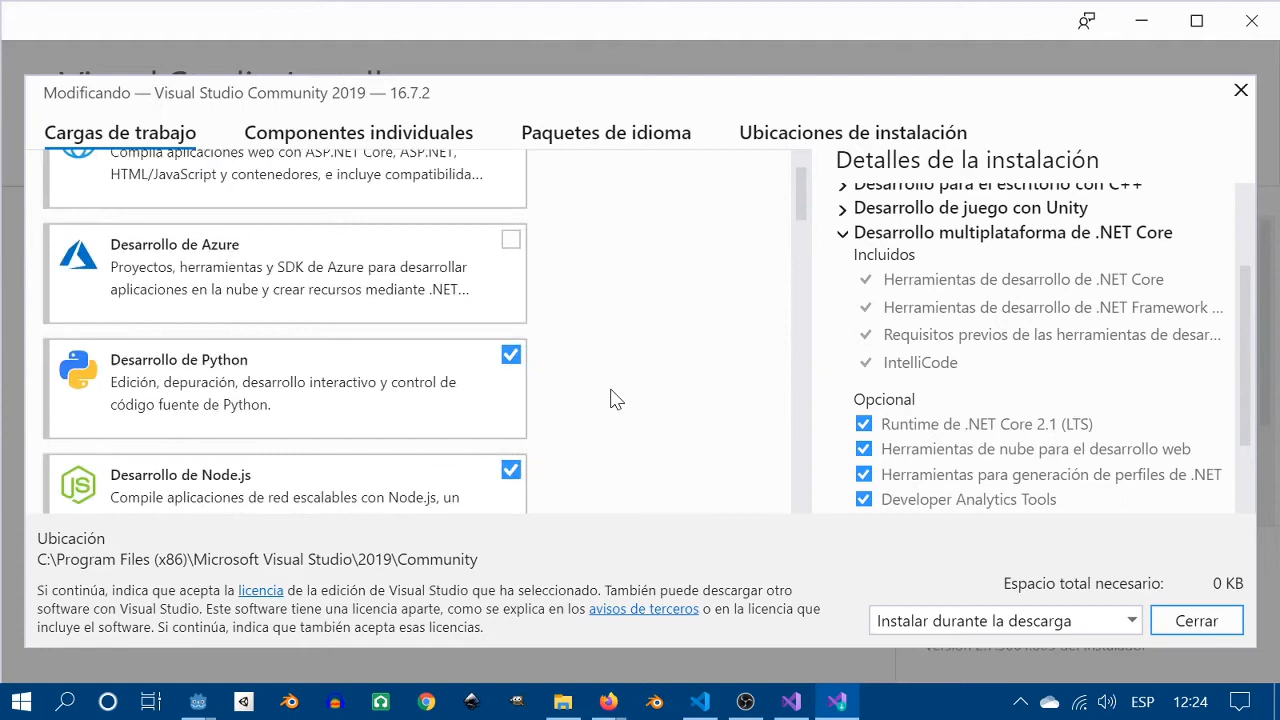 Modificando — Visual Studio Community 2019 — 16.7.2
Cargas de trabajo
Componentes individuales
Paquetes de idioma
Ubicaciones de instalación
Compila aplicaciones web con ASP.NET Core, ASP.NET,
HTML/JavaScript y contenedores, e incluye compatibilida...
Desarrollo de Azure
Proyectos, herramientas y SDK de Azure para desarrollar
aplicaciones en la nube y crear recursos mediante .NET...
Desarrollo de Python
Edición, depuración, desarrollo interactivo y control de
código fuente de Python.
Desarrollo de Node.js
Compile aplicaciones de red escalables con Node.js, un
Detalles de la instalación
Desarrollo para el escritorio con C++
Desarrollo de juego con Unity
Desarrollo multiplataforma de .NET Core
Incluidos
Herramientas de desarrollo de .NET Core
Herramientas de desarrollo de .NET Framework ...
Requisitos previos de las herramientas de desar...
IntelliCode
Opcional
Runtime de .NET Core 2.1 (LTS)
Herramientas de nube para el desarrollo web
Herramientas para generación de perfiles de .NET
Developer Analytics Tools
Ubicación
C:\Program Files (x86)\Microsoft Visual Studio\2019\Community
Si continúa, indica que acepta la licencia de la edición de Visual Studio que ha seleccionado. También puede descargar otro
software con Visual Studio. Este software tiene una licencia aparte, como se explica en los avisos de terceros o en la licencia que
incluye el software. Si continúa, indica que también acepta esas licencias.
Espacio total necesario: 0 KB
Instalar durante la descarga
Cerrar
ESP
12:24